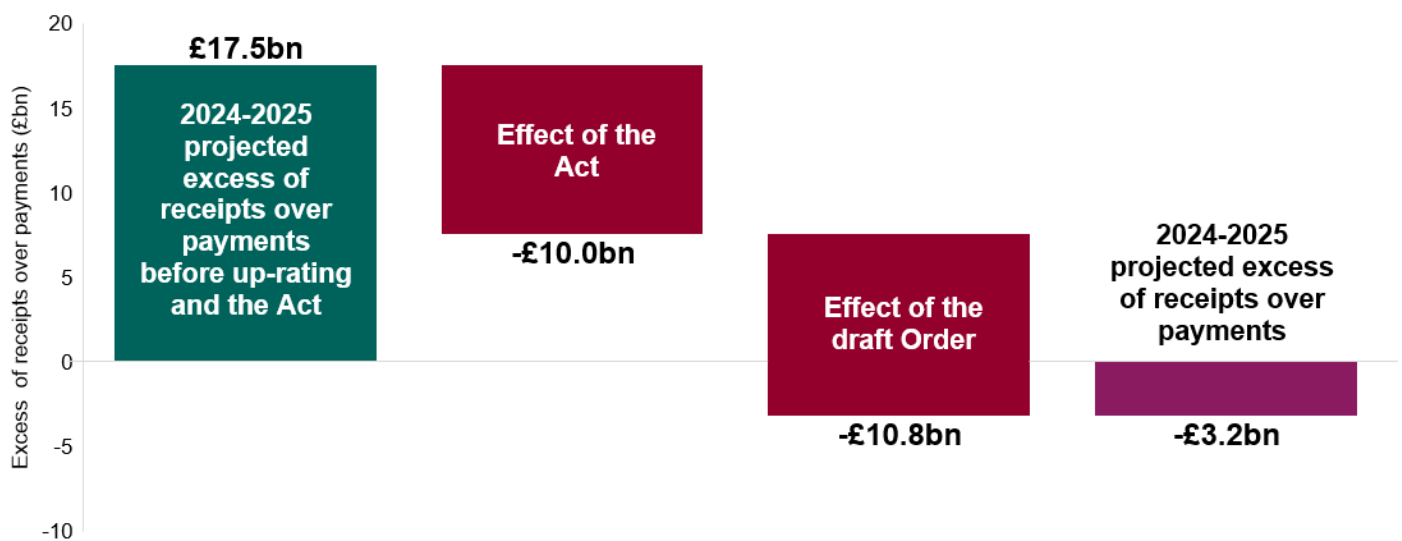 20
15
10
5
0
-5
-10
Excess of receipts over payments (£bn)
£17.5bn
2024-2025
projected
excess of
receipts over
payments
before up-rating
and the Act
Effect of the
Act
-£10.0bn
Effect of the
draft Order
-£10.8bn
2024-2025
projected excess
of receipts over
payments
-£3.2bn